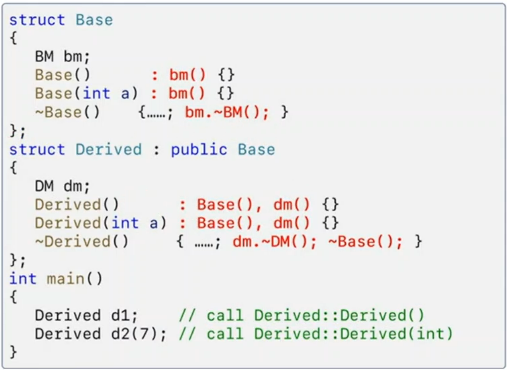 struct Base
{
BM bm;
Base() : bm() {}
Base(int a) : bm() {}
~Base() {……; bm.~BM(); }
};
struct Derived : public Base
{
DM dm;
Derived() : Base(), dm() {}
Derived(int a) : Base(), dm() {}
~Derived() { ……; dm.~DM(); ~Base(); }
};
int main()
{
Derived d1; // call Derived::Derived()
Derived d2(7); // call Derived::Derived(int)
}